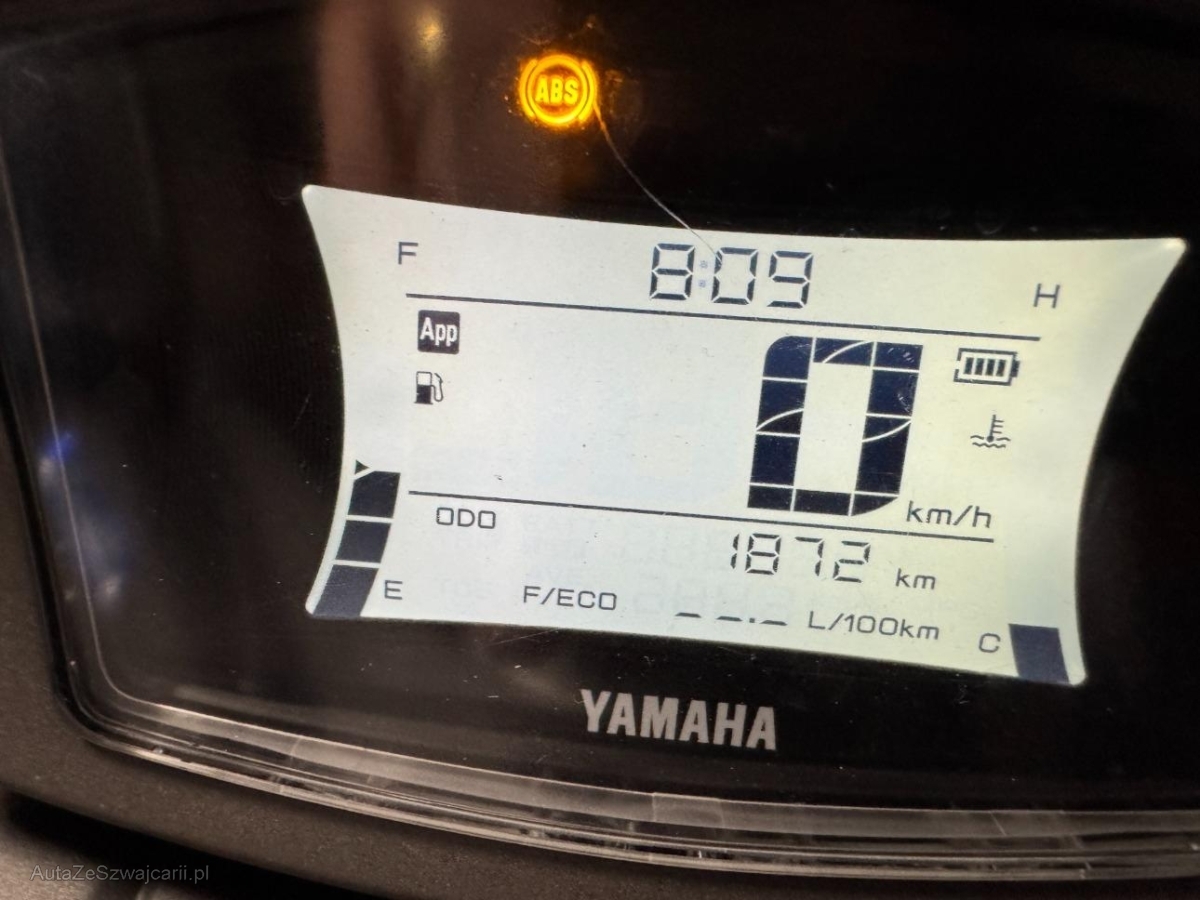 ABS
F 8:09 H
App
0 km/h
ODO 1872 km
E F/ECO --.- L/100km C
YAMAHA
AutaZeSzwajcarii.pl